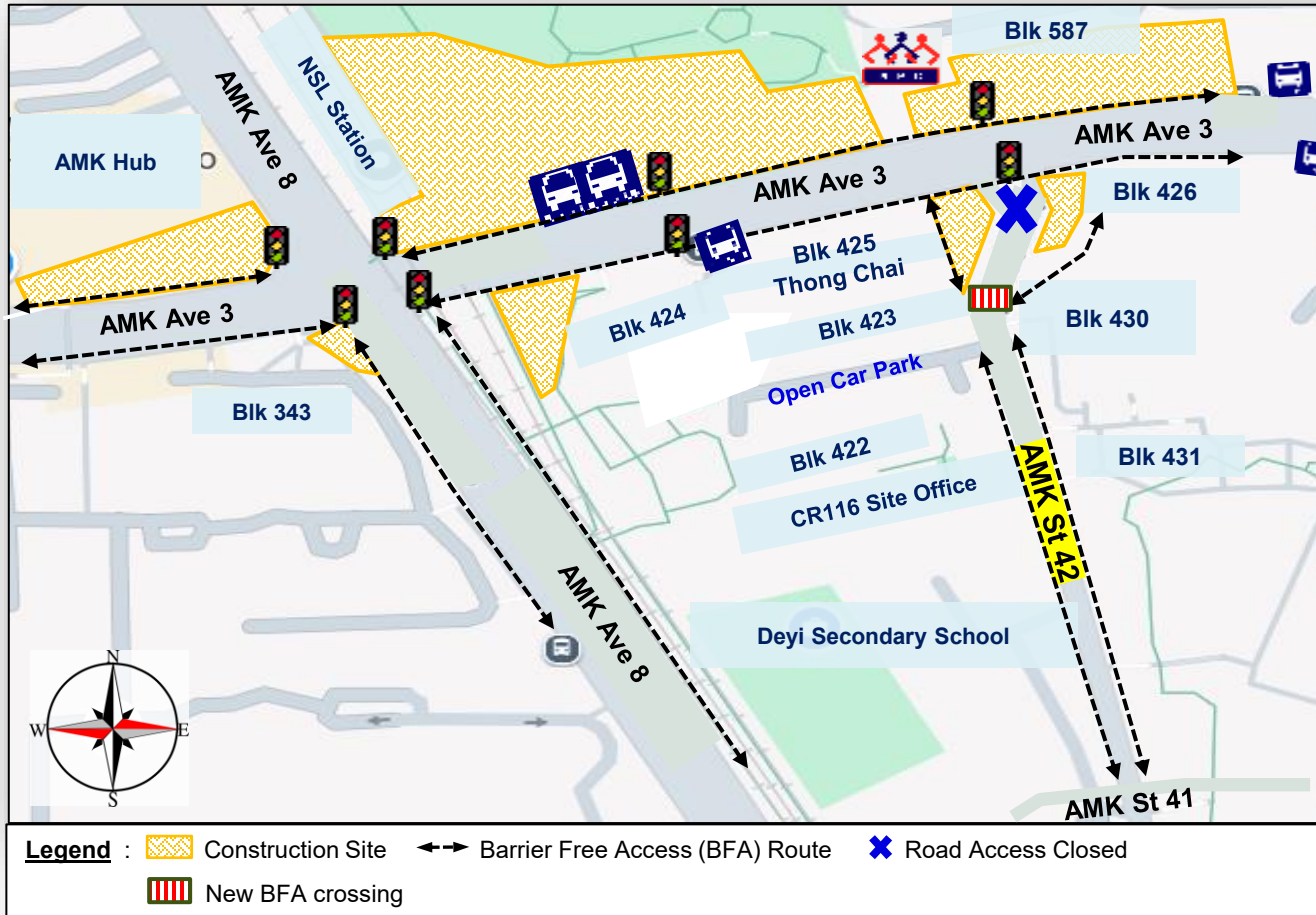 Blk 587
AMK Ave 8
NSL Station
AMK Hub
AMK Ave 3
AMK Ave 3
Blk 426
Blk 425
Thong Chai
Blk 424
Blk 423
AMK Ave 3
Blk 430
Open Car Park
Blk 343
Blk 422
Blk 431
CR116 Site Office
AMK St 42
AMK Ave 8
Deyi Secondary School
N
W
E
S
AMK St 41
Legend :
Construction Site
Barrier Free Access (BFA) Route
Road Access Closed
New BFA crossing